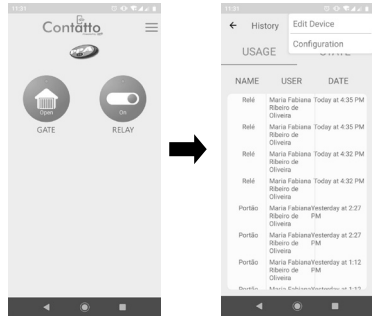 11:31
Contatto
Open
On
GATE
RELAY
11:31
History
Edit Device
Configuration
USAGE
NAME USER DATE
Relé Maria Fabiana Today at 4:35 PM
Ribeiro de
Oliveira
Relé Maria Fabiana Today at 4:35 PM
Ribeiro de
Oliveira
Relé Maria Fabiana Today at 4:32 PM
Ribeiro de
Oliveira
Relé Maria Fabiana Today at 4:32 PM
Ribeiro de
Oliveira
Portão Maria Fabiana Yesterday at 2:27
Ribeiro de PM
Oliveira
Portão Maria Fabiana Yesterday at 2:27
Ribeiro de PM
Oliveira
Portão Maria Fabiana Yesterday at 1:12
Ribeiro de PM
Oliveira
Portão Maria Fabiana Yesterday at 1:12